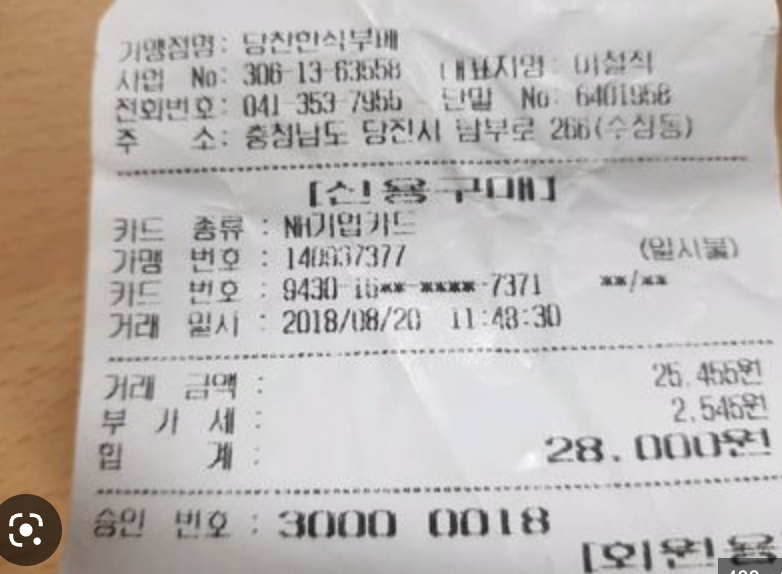 가맹점명: 당진한식부페
사업 No: 306-13-63558 대표자명: 이설식
전화번호: 041-353-7955 단말 No: 6401958
주 소: 충청남도 당진시 남부로 266(수청동)
[신용구매]
카드 종류 : NH기업카드
가맹 번호 : 140937377 (일시불)
카드 번호 : 9430-16**-****-7371 **/**
거래 일시 : 2018/08/20 11:48:30
거래 금액 : 25.455원
부 가 세 : 2.545원
합 계 : 28.000원
승인 번호 : 3000 0018
[회원용